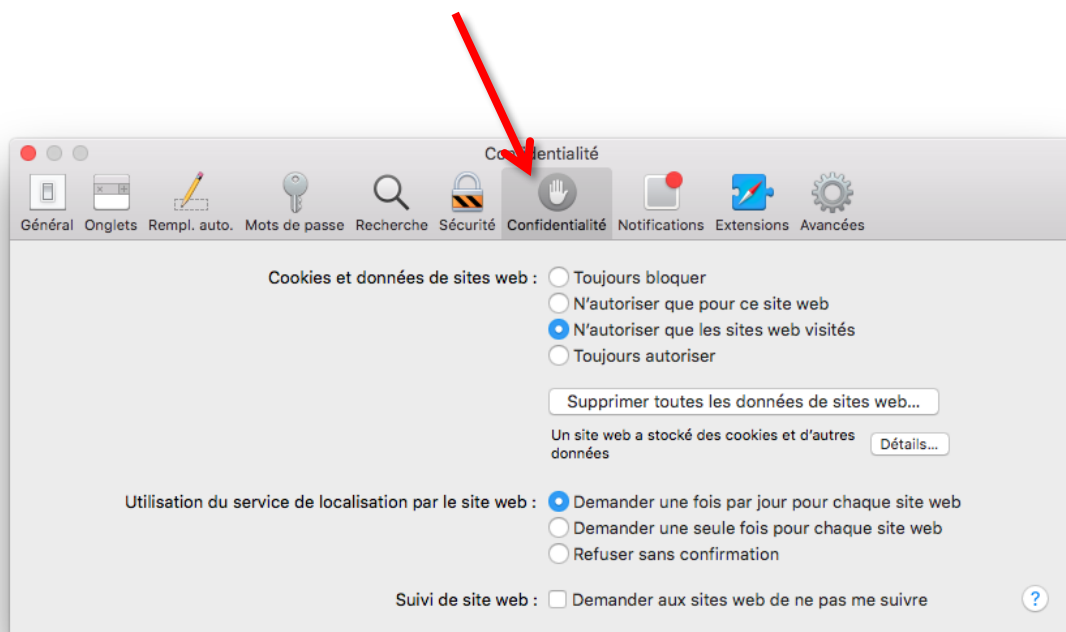 Confidentialité
Général Onglets Rempl. auto. Mots de passe Recherche Sécurité Confidentialité Notifications Extensions Avancées
Cookies et données de sites web : Toujours bloquer
N'autoriser que pour ce site web
N'autoriser que les sites web visités
Toujours autoriser
Supprimer toutes les données de sites web...
Un site web a stocké des cookies et d'autres
données
Détails...
Utilisation du service de localisation par le site web : Demander une fois par jour pour chaque site web
Demander une seule fois pour chaque site web
Refuser sans confirmation
Suivi de site web : Demander aux sites web de ne pas me suivre
?